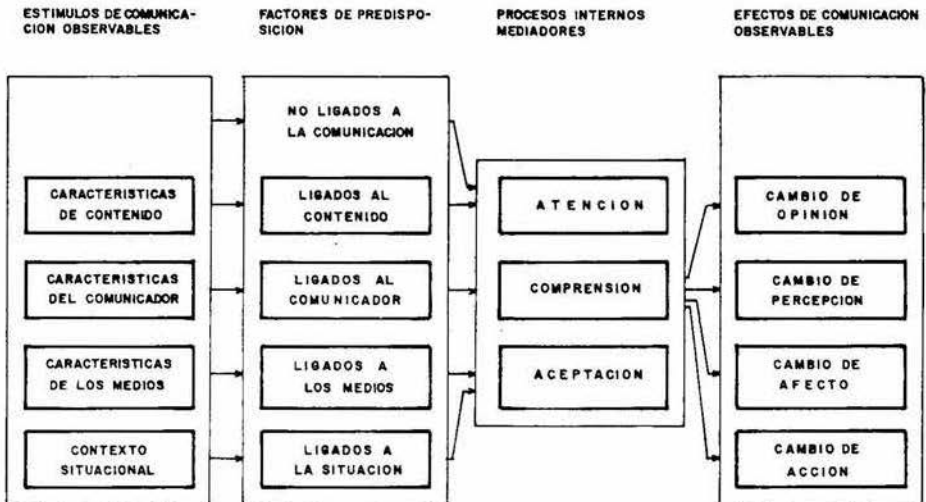 ESTIMULOS DE COMUNICA-
CION OBSERVABLES
FACTORES DE PREDISPO-
SICION
PROCESOS INTERNOS
MEDIADORES
EFECTOS DE COMUNICACION
OBSERVABLES
CARACTERISTICAS
DE CONTENIDO
CARACTERISTICAS
DEL COMUNICADOR
CARACTERISTICAS
DE LOS MEDIOS
CONTEXTO
SITUACIONAL
NO LIGADOS A
LA COMUNICACION
LIGADOS AL
CONTENIDO
LIGADOS AL
COMUNICADOR
LIGADOS A
LOS MEDIOS
LIGADOS A
LA SITUACION
ATENCION
COMPRENSION
ACEPTACION
CAMBIO DE
OPINION
CAMBIO DE
PERCEPCION
CAMBIO DE
AFECTO
CAMBIO DE
ACCION